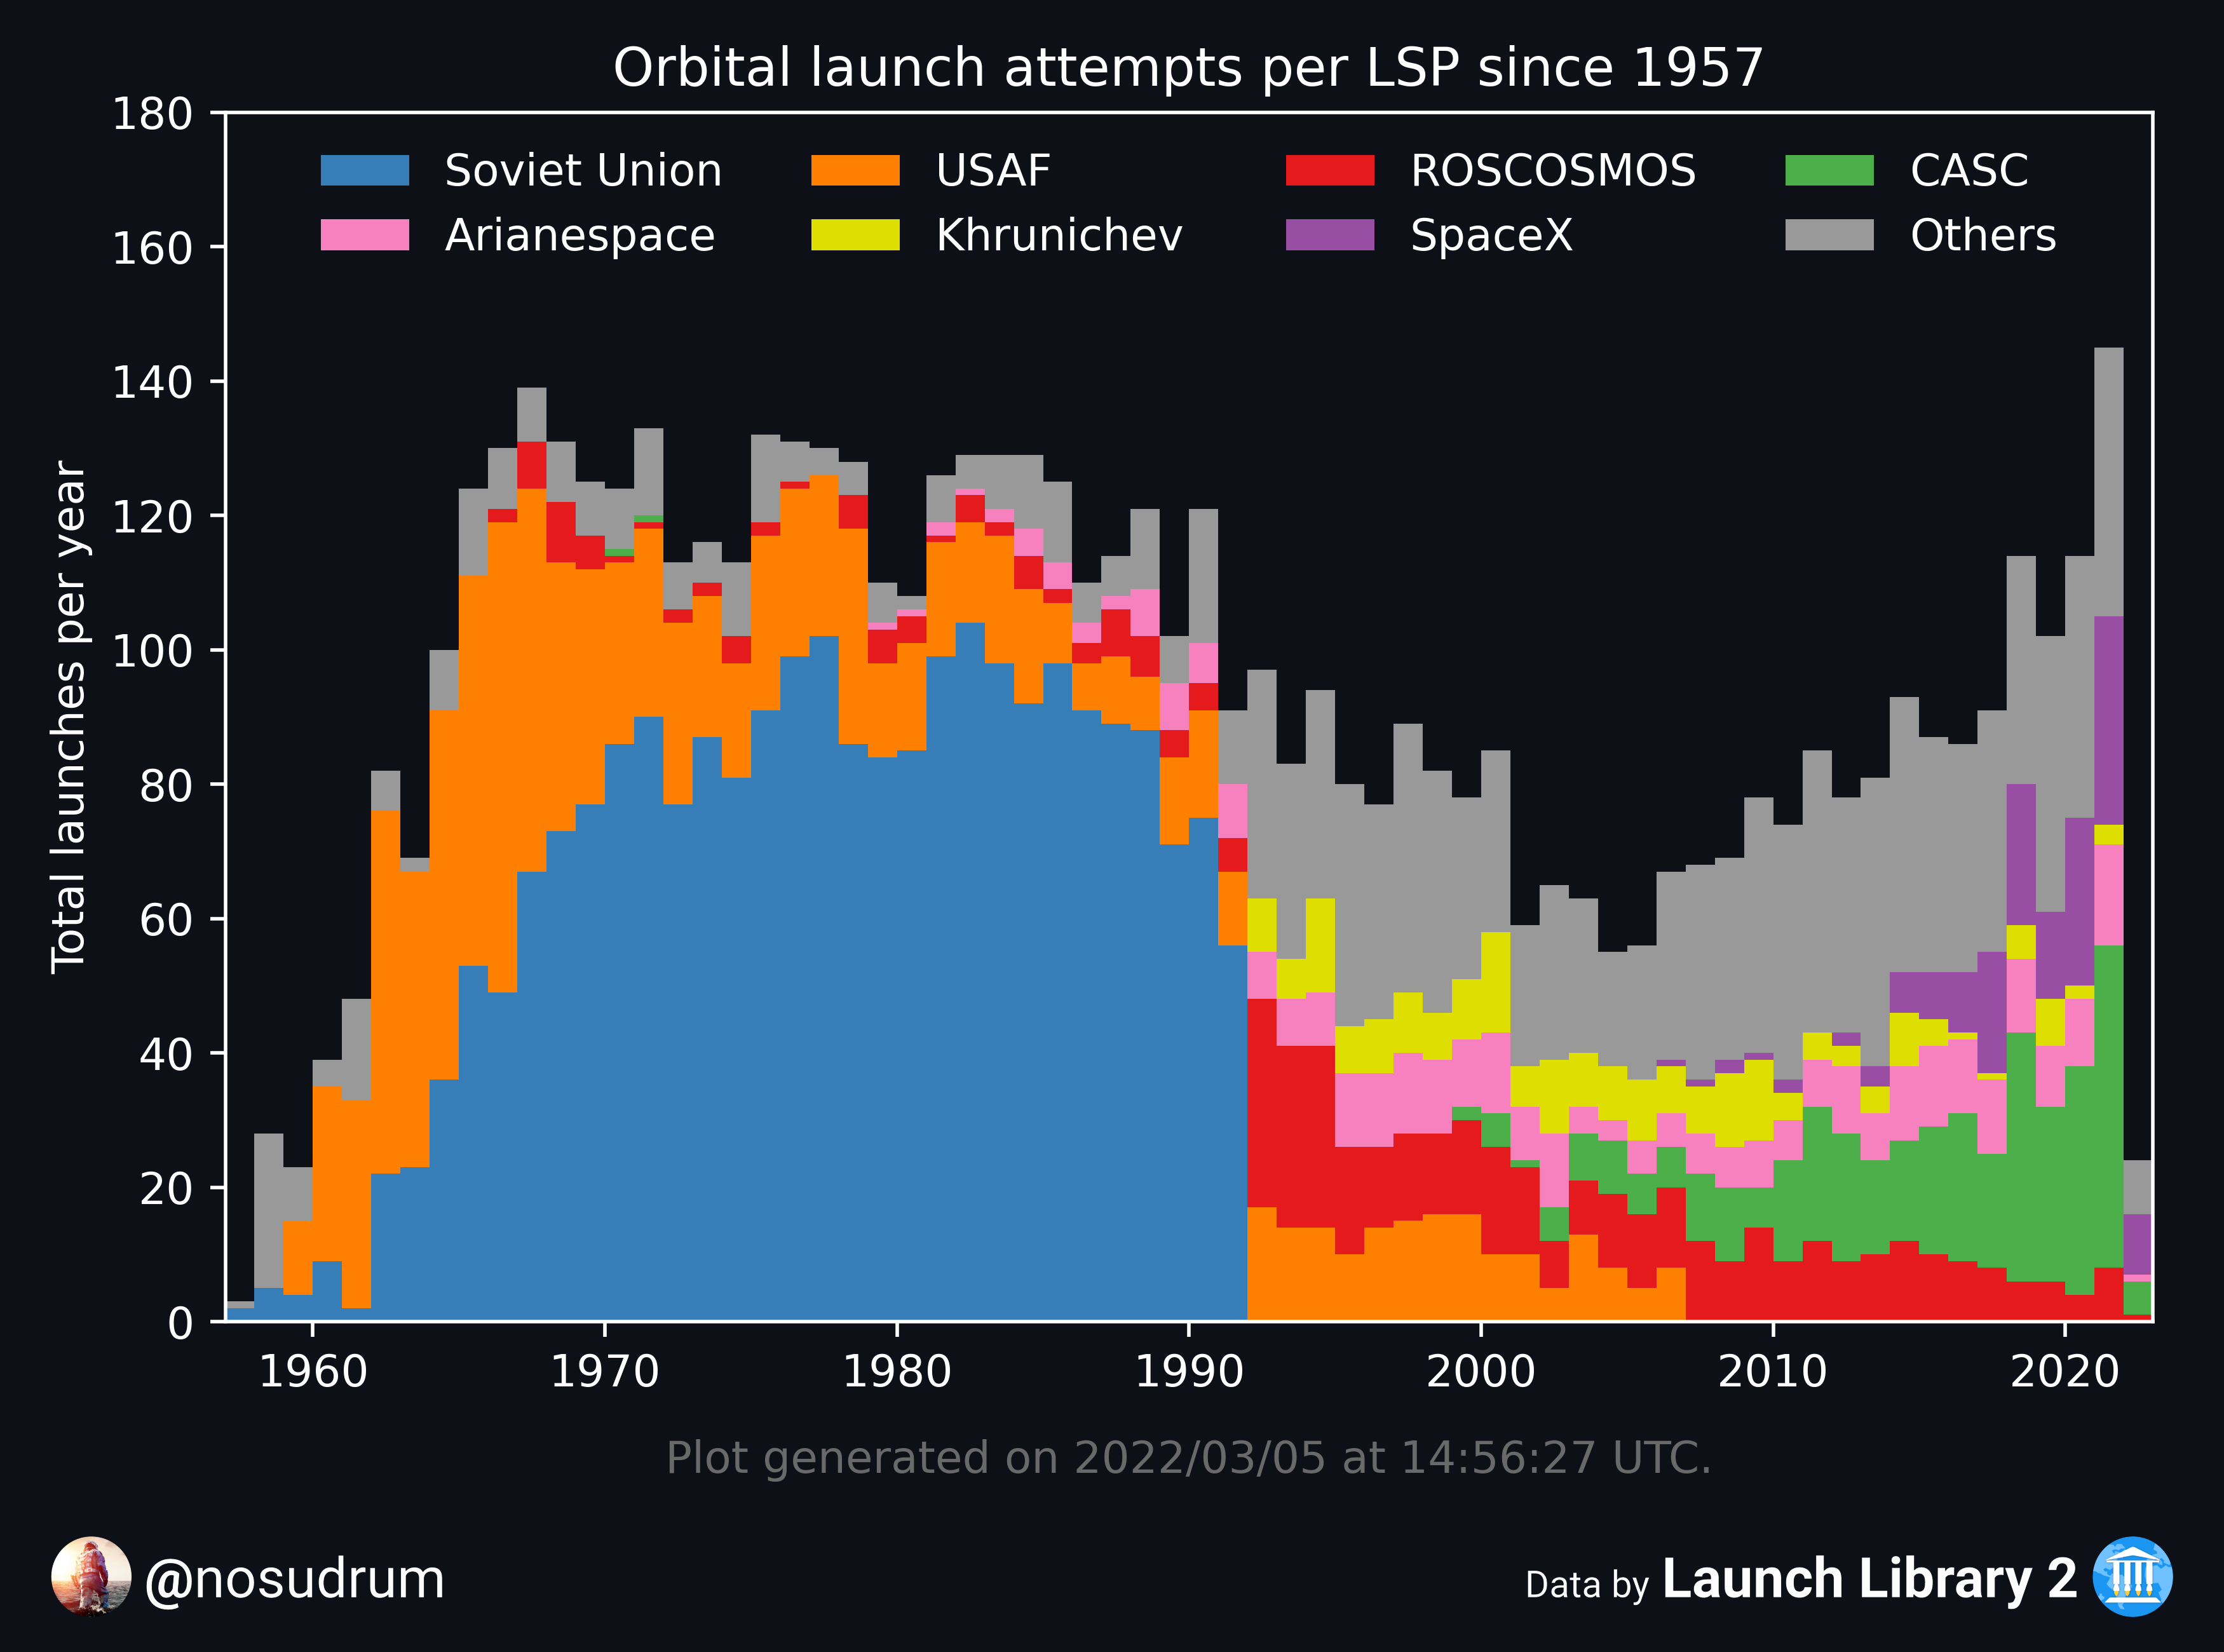 Orbital launch attempts per LSP since 1957
180
160
140
120
100
80
60
40
20
0
Total launches per year
Soviet Union
USAF
ROSCOSMOS
CASC
Arianespace
Khrunichev
SpaceX
Others
1960 1970 1980 1990 2000 2010 2020
Plot generated on 2022/03/05 at 14:56:27 UTC.
@nosudrum
Data by Launch Library 2